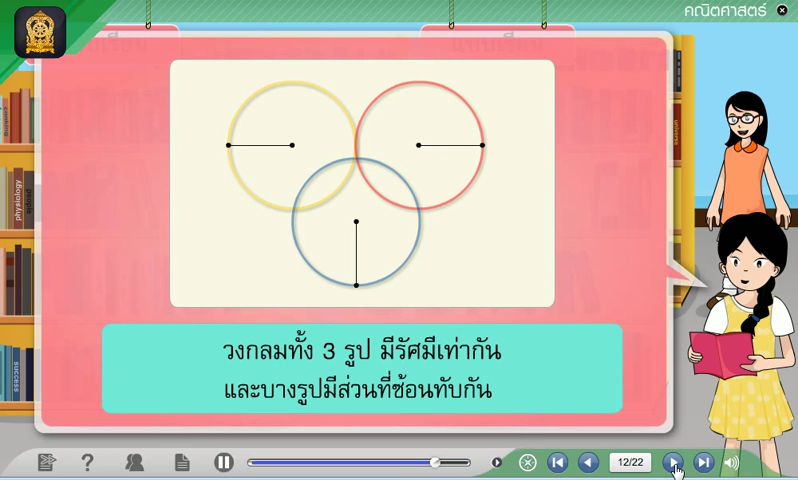 คณิตศาสตร์
วงกลมทั้ง 3 รูป มีรัศมีเท่ากัน
และบางรูปมีส่วนที่ซ้อนทับกัน
physiology
universe
success
12/22